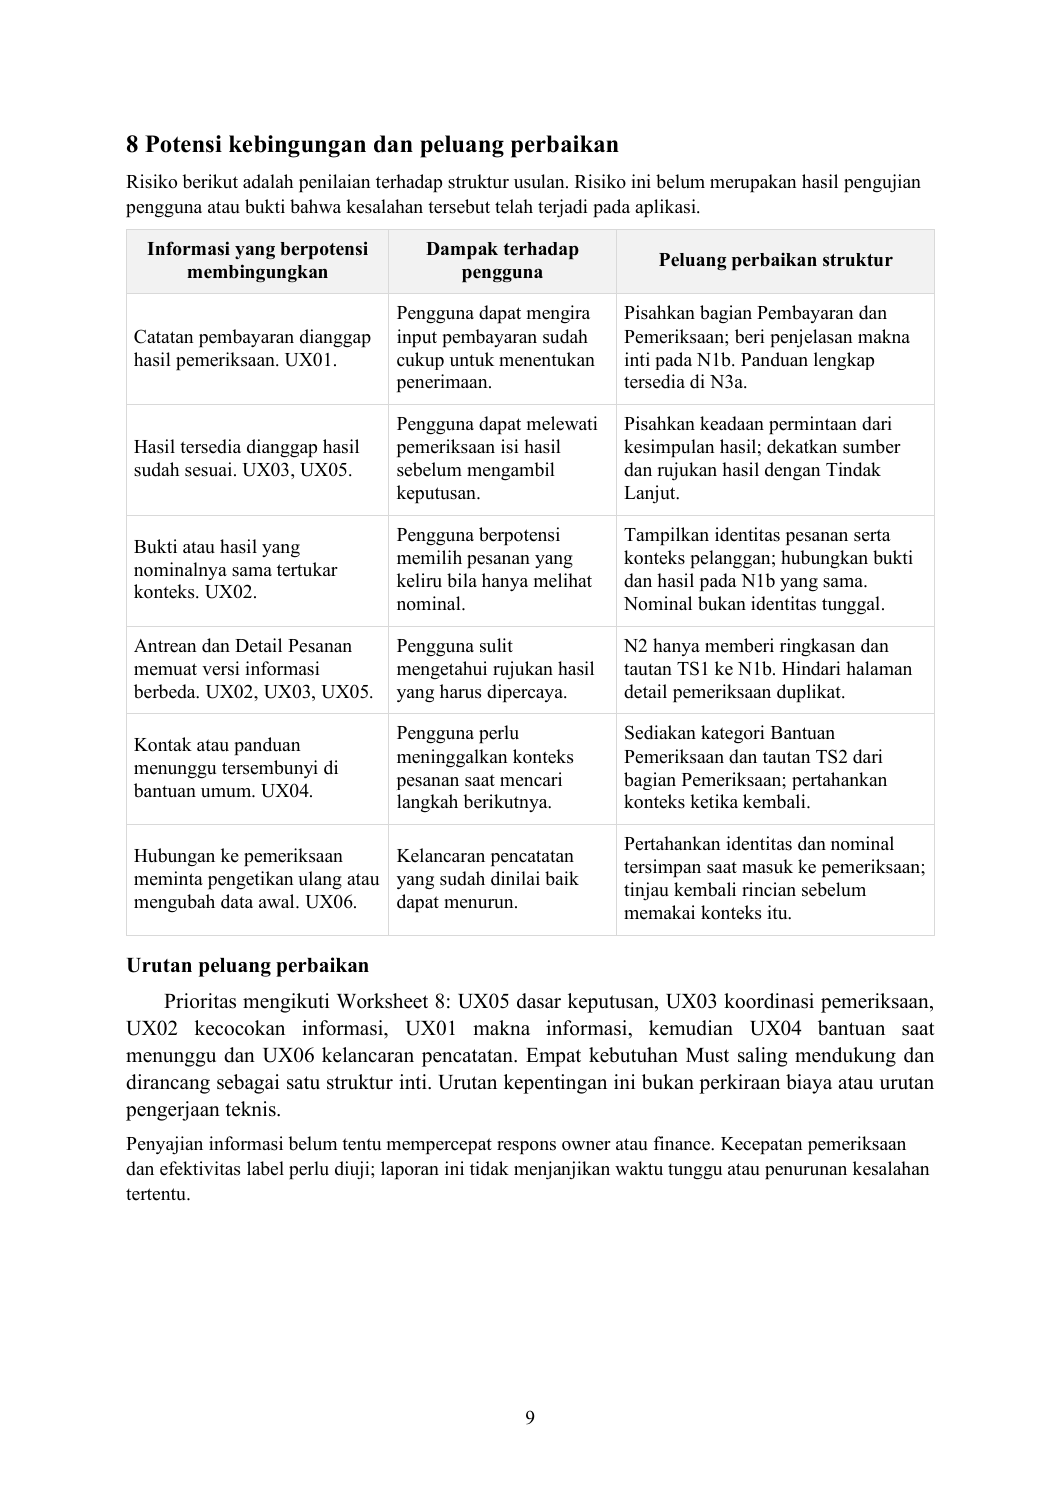 8 Potensi kebingungan dan peluang perbaikan
Risiko berikut adalah penilaian terhadap struktur usulan. Risiko ini belum merupakan hasil pengujian
pengguna atau bukti bahwa kesalahan tersebut telah terjadi pada aplikasi.
Informasi yang berpotensi
membingungkan
Dampak terhadap
pengguna
Peluang perbaikan struktur
Catatan pembayaran dianggap
hasil pemeriksaan. UX01.
Pengguna dapat mengira
input pembayaran sudah
cukup untuk menentukan
penerimaan.
Pisahkan bagian Pembayaran dan
Pemeriksaan; beri penjelasan makna
inti pada N1b. Panduan lengkap
tersedia di N3a.
Hasil tersedia dianggap hasil
sudah sesuai. UX03, UX05.
Pengguna dapat melewati
pemeriksaan isi hasil
sebelum mengambil
keputusan.
Pisahkan keadaan permintaan dari
kesimpulan hasil; dekatkan sumber
dan rujukan hasil dengan Tindak
Lanjut.
Bukti atau hasil yang
nominalnya sama tertukar
konteks. UX02.
Pengguna berpotensi
memilih pesanan yang
keliru bila hanya melihat
nominal.
Tampilkan identitas pesanan serta
konteks pelanggan; hubungkan bukti
dan hasil pada N1b yang sama.
Nominal bukan identitas tunggal.
Antrean dan Detail Pesanan
memuat versi informasi
berbeda. UX02, UX03, UX05.
Pengguna sulit
mengetahui rujukan hasil
yang harus dipercaya.
N2 hanya memberi ringkasan dan
tautan TS1 ke N1b. Hindari halaman
detail pemeriksaan duplikat.
Kontak atau panduan
menunggu tersembunyi di
bantuan umum. UX04.
Pengguna perlu
meninggalkan konteks
pesanan saat mencari
langkah berikutnya.
Sediakan kategori Bantuan
Pemeriksaan dan tautan TS2 dari
bagian Pemeriksaan; pertahankan
konteks ketika kembali.
Hubungan ke pemeriksaan
meminta pengetikan ulang atau
mengubah data awal. UX06.
Kelancaran pencatatan
yang sudah dinilai baik
dapat menurun.
Pertahankan identitas dan nominal
tersimpan saat masuk ke pemeriksaan;
tinjau kembali rincian sebelum
memakai konteks itu.
Urutan peluang perbaikan
Prioritas mengikuti Worksheet 8: UX05 dasar keputusan, UX03 koordinasi pemeriksaan,
UX02 kecocokan informasi, UX01 makna informasi, kemudian UX04 bantuan saat
menunggu dan UX06 kelancaran pencatatan. Empat kebutuhan Must saling mendukung dan
dirancang sebagai satu struktur inti. Urutan kepentingan ini bukan perkiraan biaya atau urutan
pengerjaan teknis.
Penyajian informasi belum tentu mempercepat respons owner atau finance. Kecepatan pemeriksaan
dan efektivitas label perlu diuji; laporan ini tidak menjanjikan waktu tunggu atau penurunan kesalahan
tertentu.
9